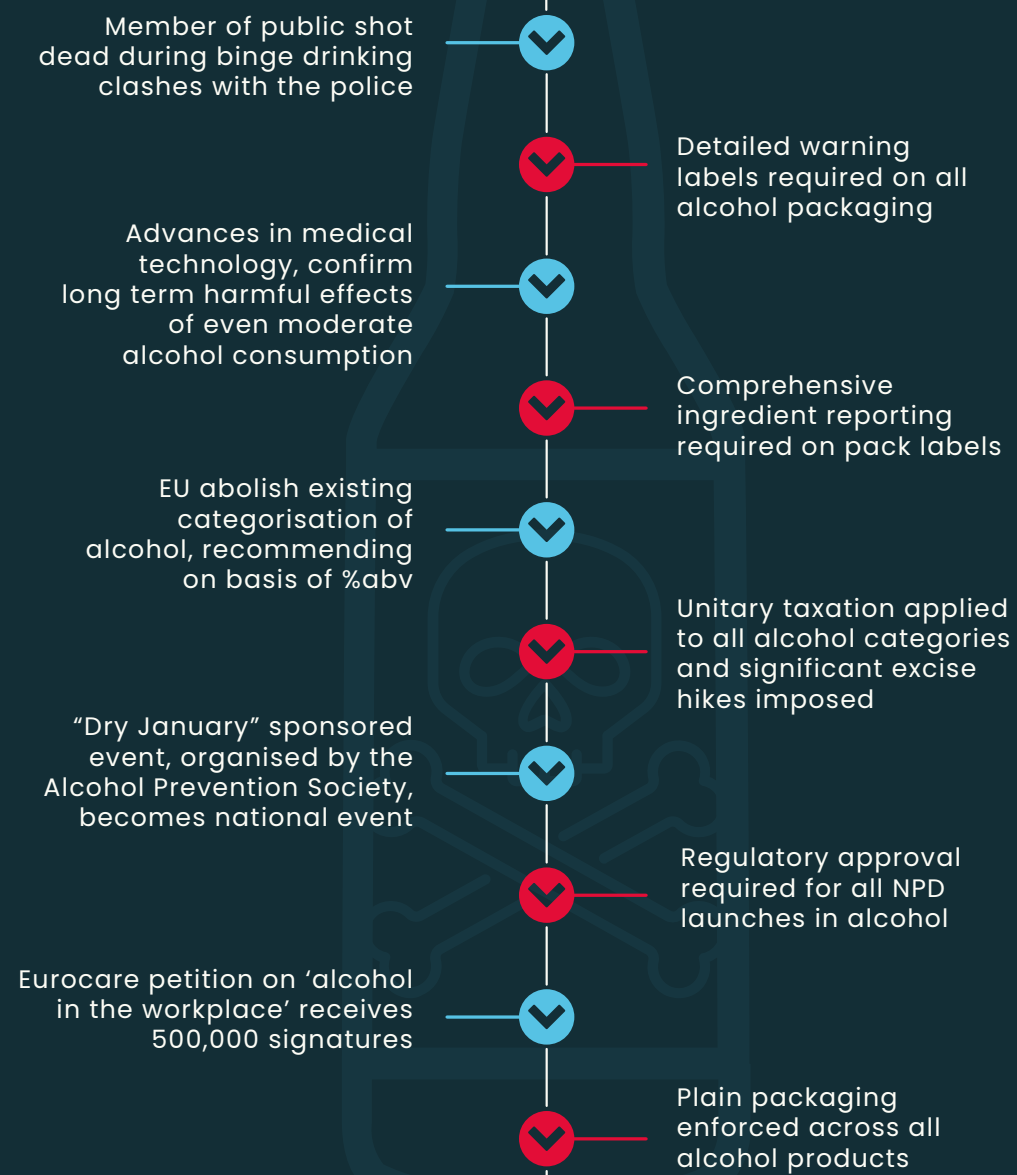 Member of public shot
dead during binge drinking
clashes with the police
Detailed warning
labels required on all
alcohol packaging
Advances in medical
technology, confirm
long term harmful effects
of even moderate
alcohol consumption
Comprehensive
ingredient reporting
required on pack labels
EU abolish existing
categorisation of
alcohol, recommending
on basis of %abv
Unitary taxation applied
to all alcohol categories
and significant excise
hikes imposed
“Dry January” sponsored
event, organised by the
Alcohol Prevention Society,
becomes national event
Regulatory approval
required for all NPD
launches in alcohol
Eurocare petition on ‘alcohol
in the workplace’ receives
500,000 signatures
Plain packaging
enforced across all
alcohol products